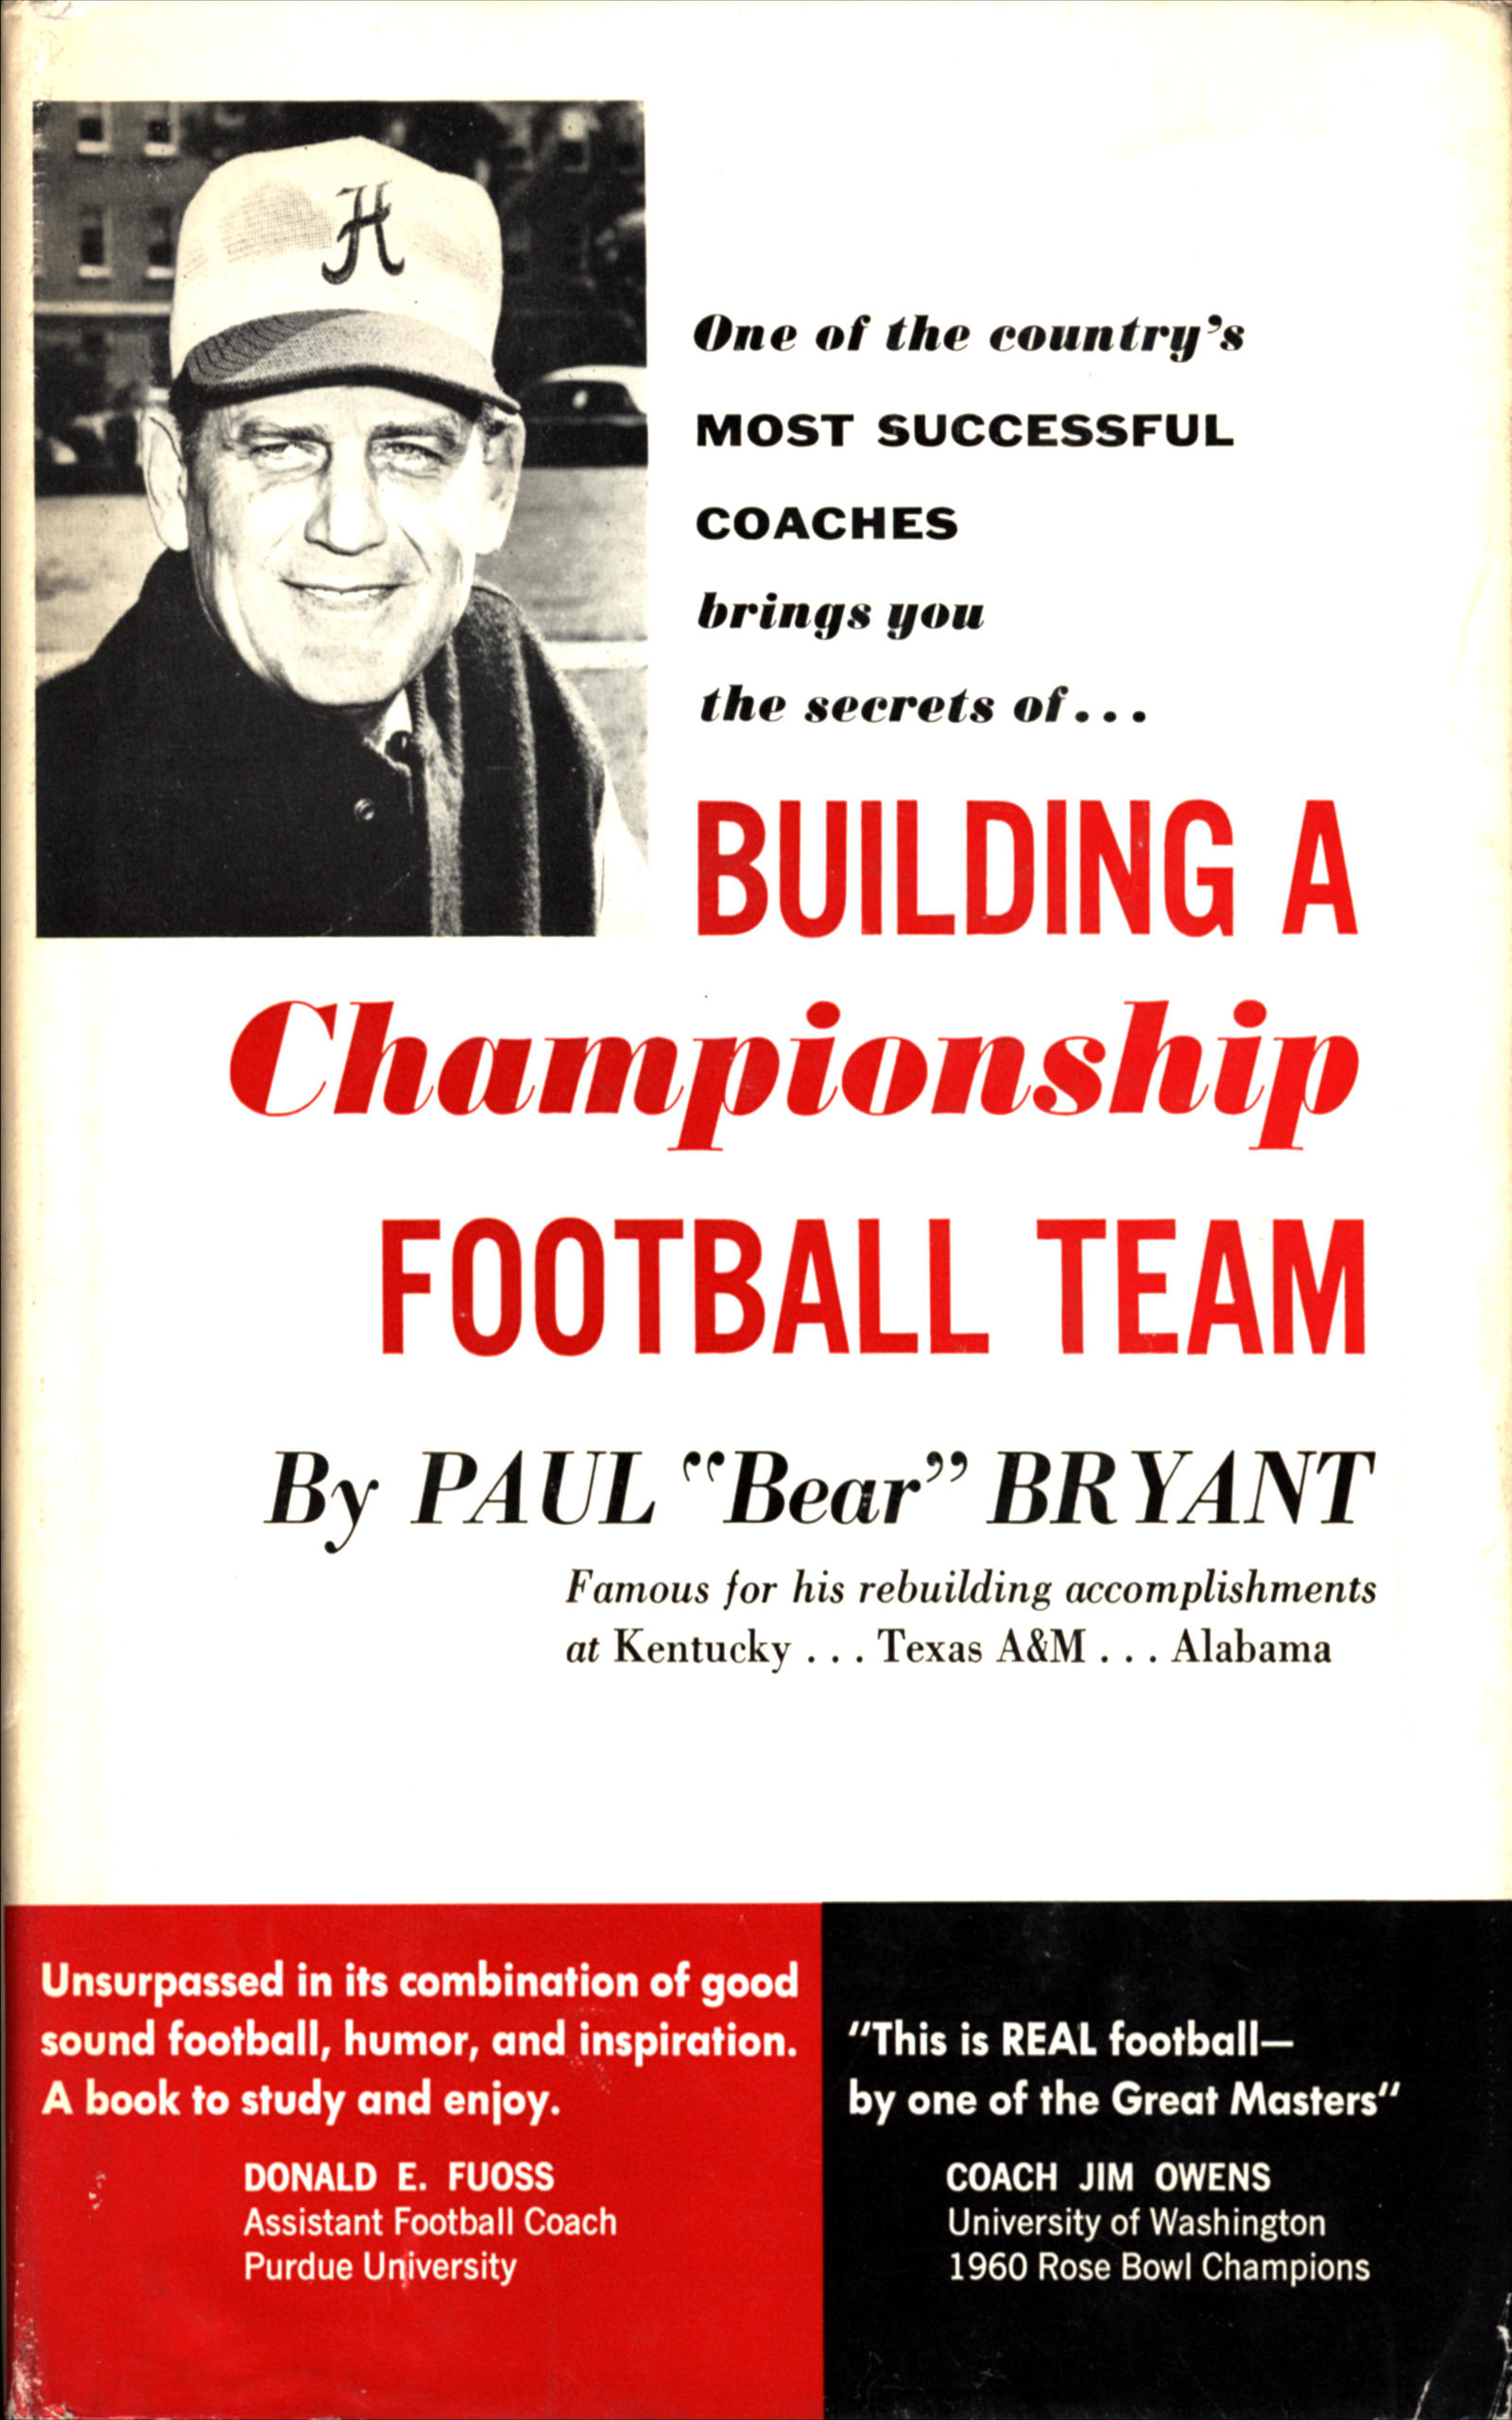 A
One of the country's
MOST SUCCESSFUL
COACHES
brings you
the secrets of...
BUILDING A
Championship
FOOTBALL TEAM
By PAUL "Bear" BRYANT
Famous for his rebuilding accomplishments
at Kentucky . . . Texas A&M . . . Alabama
Unsurpassed in its combination of good
sound football, humor, and inspiration.
A book to study and enjoy.
DONALD E. FUOSS
Assistant Football Coach
Purdue University
"This is REAL football—
by one of the Great Masters"
COACH JIM OWENS
University of Washington
1960 Rose Bowl Champions